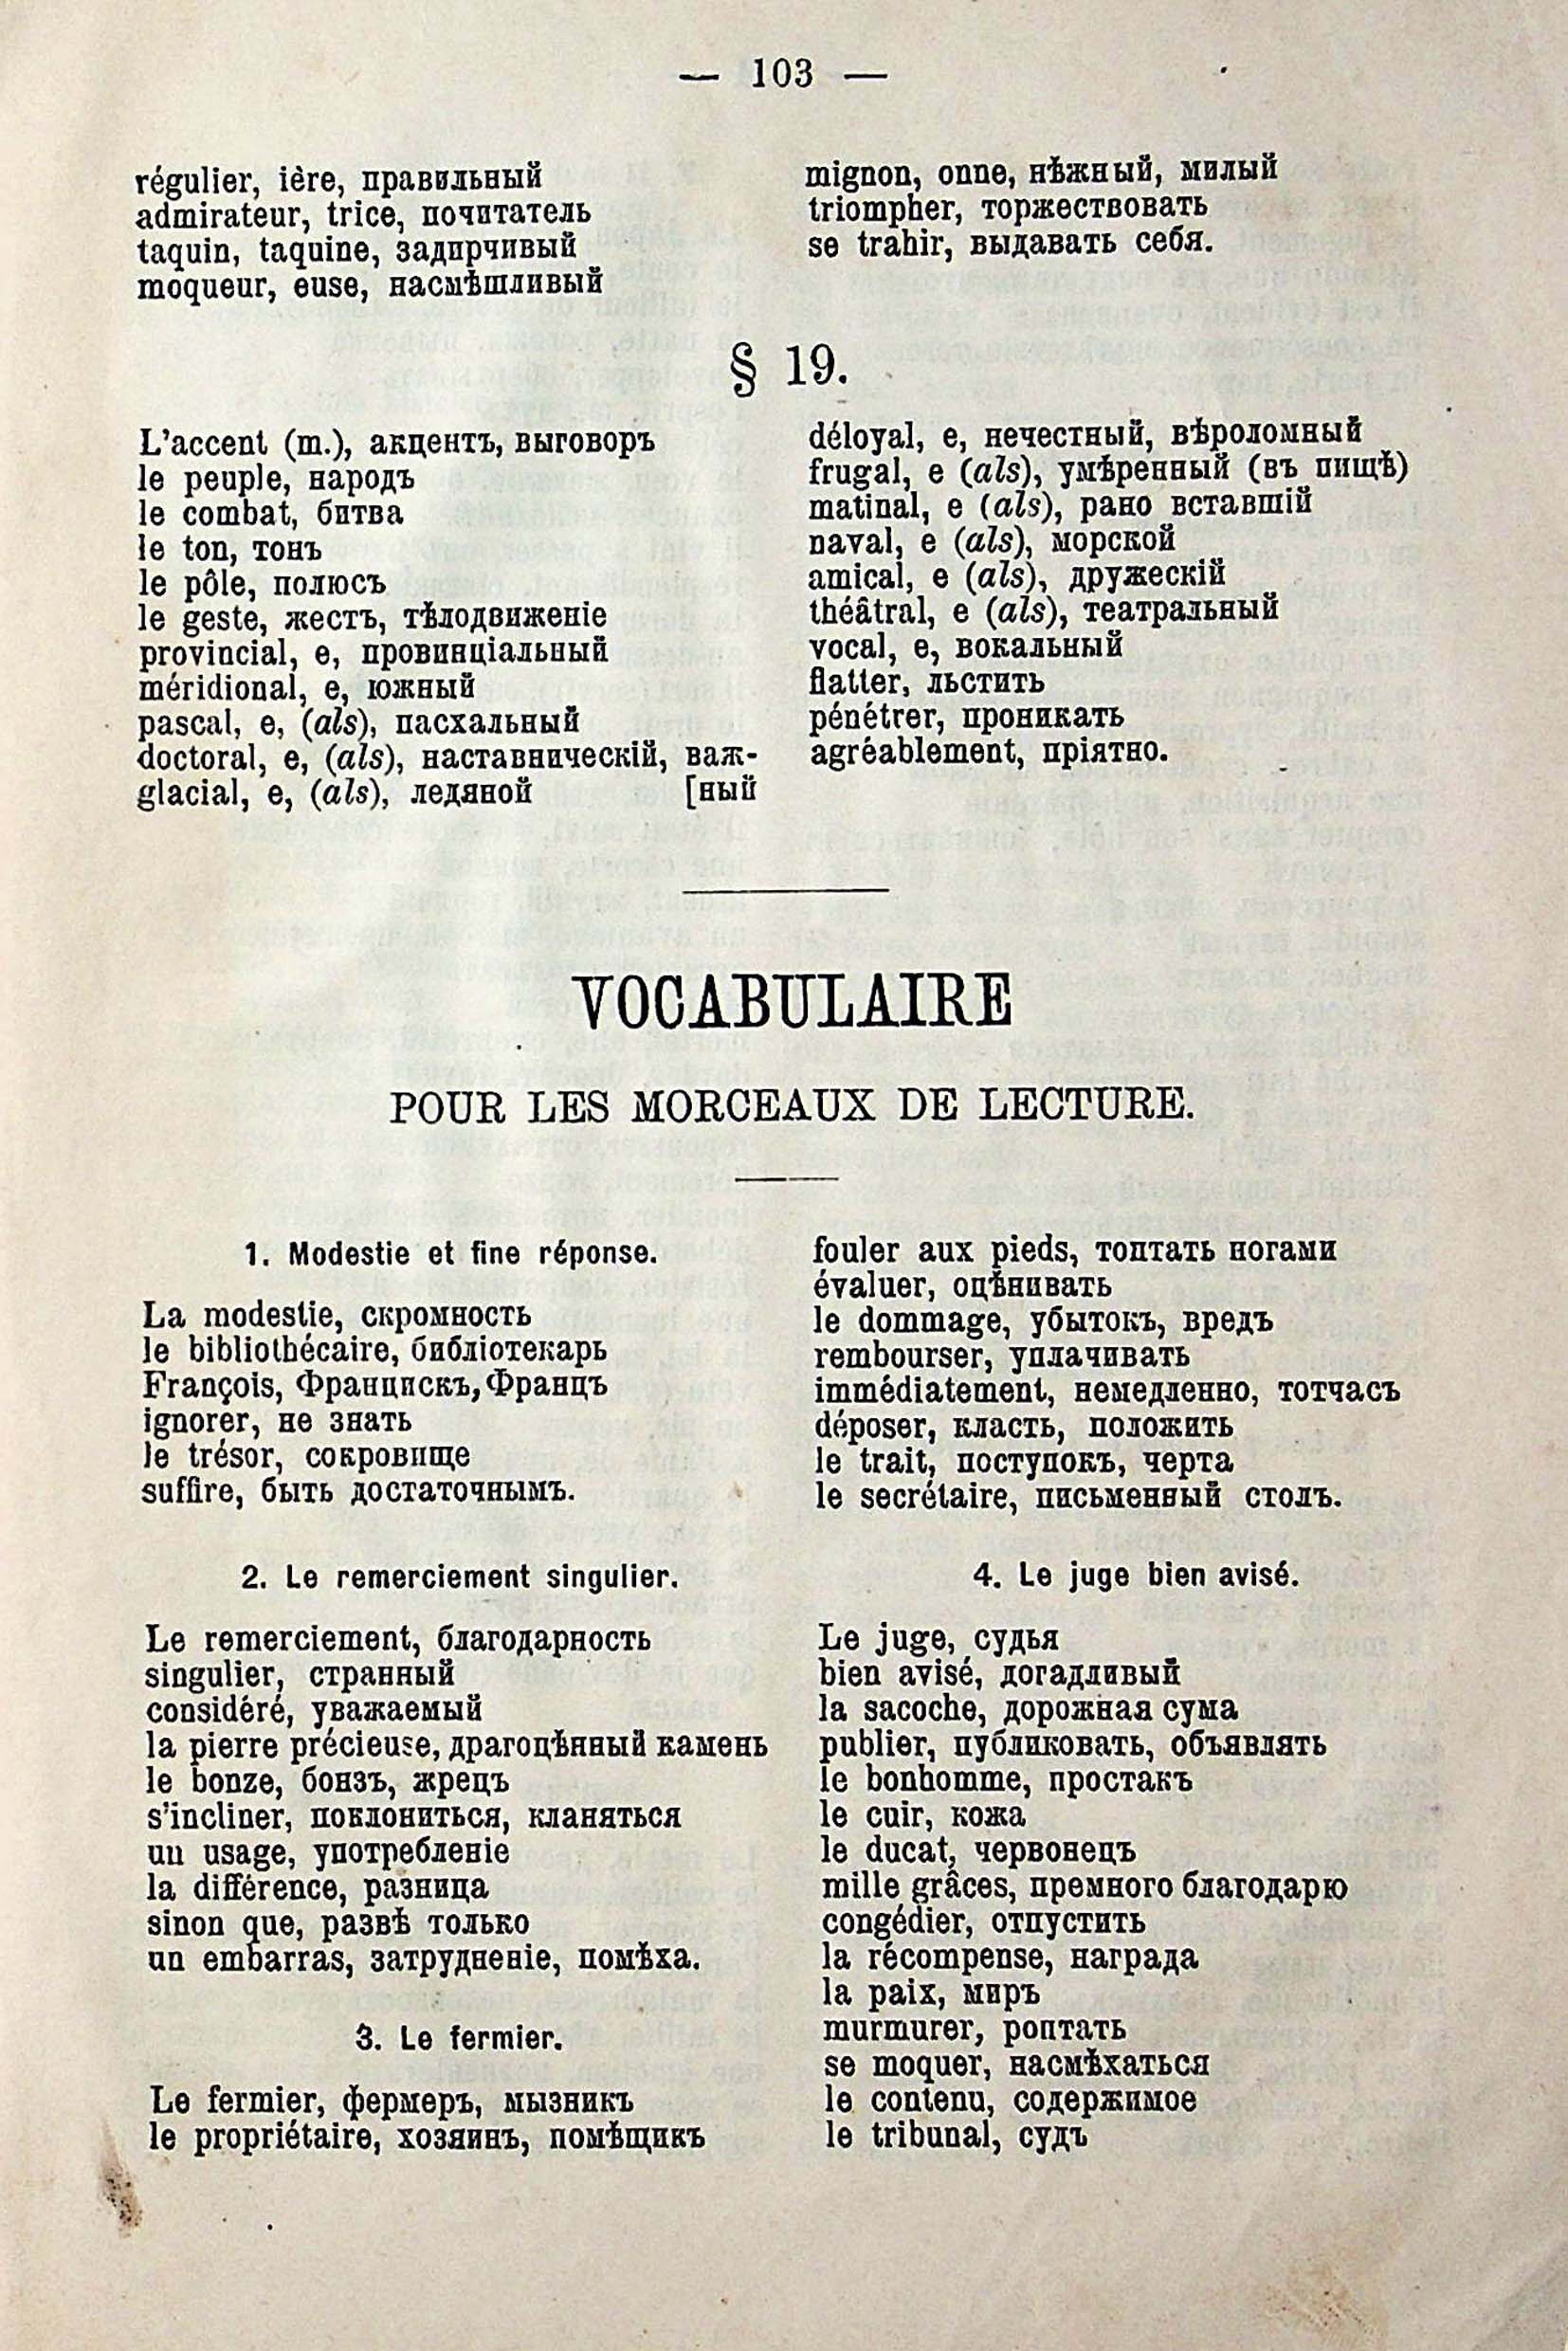 — 103 —
régulier, ière, правильный
admirateur, trice, почитатель
taquin, taquine, задирчивый
moqueur, euse, насмѣшливый
mignon, onne, нѣжный, милый
triompher, торжествовать
se trahir, выдавать себя.
§ 19.
L'accent (m.), акцентъ, выговоръ
le peuple, народъ
le combat, битва
le ton, тонъ
le pôle, полюсъ
le geste, жестъ, тѣлодвиженіе
provincial, e, провинціальный
méridional, e, южный
pascal, e, (als), пасхальный
doctoral, e, (als), наставническій, важ-
glacial, e, (als), ледяной [ный
déloyal, e, нечестный, вѣроломный
frugal, e (als), умѣренный (въ пищѣ)
matinal, e (als), рано вставшій
naval, e (als), морской
amical, e (als), дружескій
théâtral, e (als), театральный
vocal, e, вокальный
flatter, льстить
pénétrer, проникать
agréablement, пріятно.
VOCABULAIRE
POUR LES MORCEAUX DE LECTURE.
1. Modestie et fine réponse.
La modestie, скромность
le bibliothécaire, библіотекарь
François, Францискъ, Францъ
ignorer, не знать
le trésor, сокровище
suffire, быть достаточнымъ.
2. Le remerciement singulier.
Le remerciement, благодарность
singulier, странный
considéré, уважаемый
la pierre précieuse, драгоцѣнный камень
le bonze, бонзъ, жрецъ
s'incliner, поклониться, кланяться
un usage, употребленіе
la différence, разница
sinon que, развѣ только
un embarras, затрудненіе, помѣха.
3. Le fermier.
Le fermier, фермеръ, мызникъ
le propriétaire, хозяинъ, помѣщикъ
fouler aux pieds, топтать ногами
évaluer, оцѣнивать
le dommage, убытокъ, вредъ
rembourser, уплачивать
immédiatement, немедленно, тотчасъ
déposer, класть, положить
le trait, поступокъ, черта
le secrétaire, письменный столъ.
4. Le juge bien avisé.
Le juge, судья
bien avisé, догадливый
la sacoche, дорожная сума
publier, публиковать, объявлять
le bonhomme, простакъ
le cuir, кожа
le ducat, червонецъ
mille grâces, премного благодарю
congédier, отпустить
la récompense, награда
la paix, миръ
murmurer, роптать
se moquer, насмѣхаться
le contenu, содержимое
le tribunal, судъ